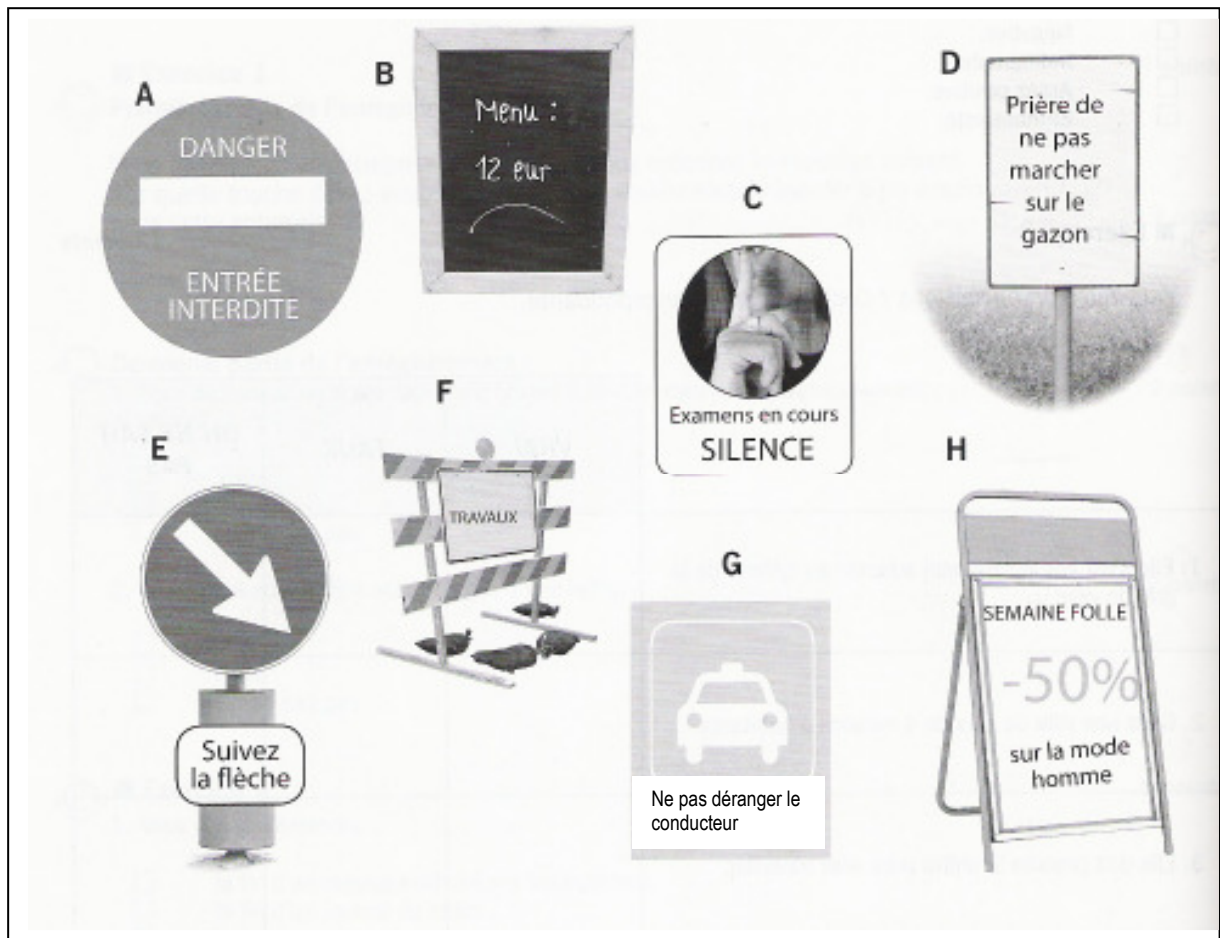 A
DANGER
ENTRÉE
INTERDITE
B
Menu :
12 eur
C
Examens en cours
SILENCE
D
Prière de
ne pas
marcher
sur le
gazon
E
Suivez
la flèche
F
TRAVAUX
G
Ne pas déranger le
conducteur
H
SEMAINE FOLLE
-50%
sur la mode
homme